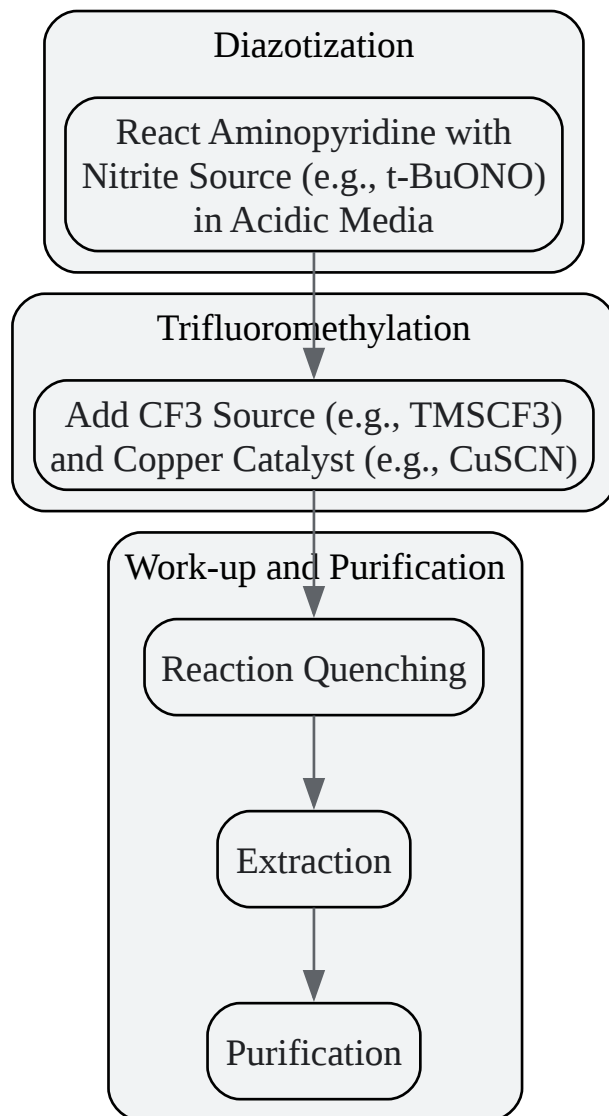 Diazotization
React Aminopyridine with
Nitrite Source (e.g., t-BuONO)
in Acidic Media
Trifluoromethylation
Add CF3 Source (e.g., TMSCF3)
and Copper Catalyst (e.g., CuSCN)
Work-up and Purification
Reaction Quenching
Extraction
Purification